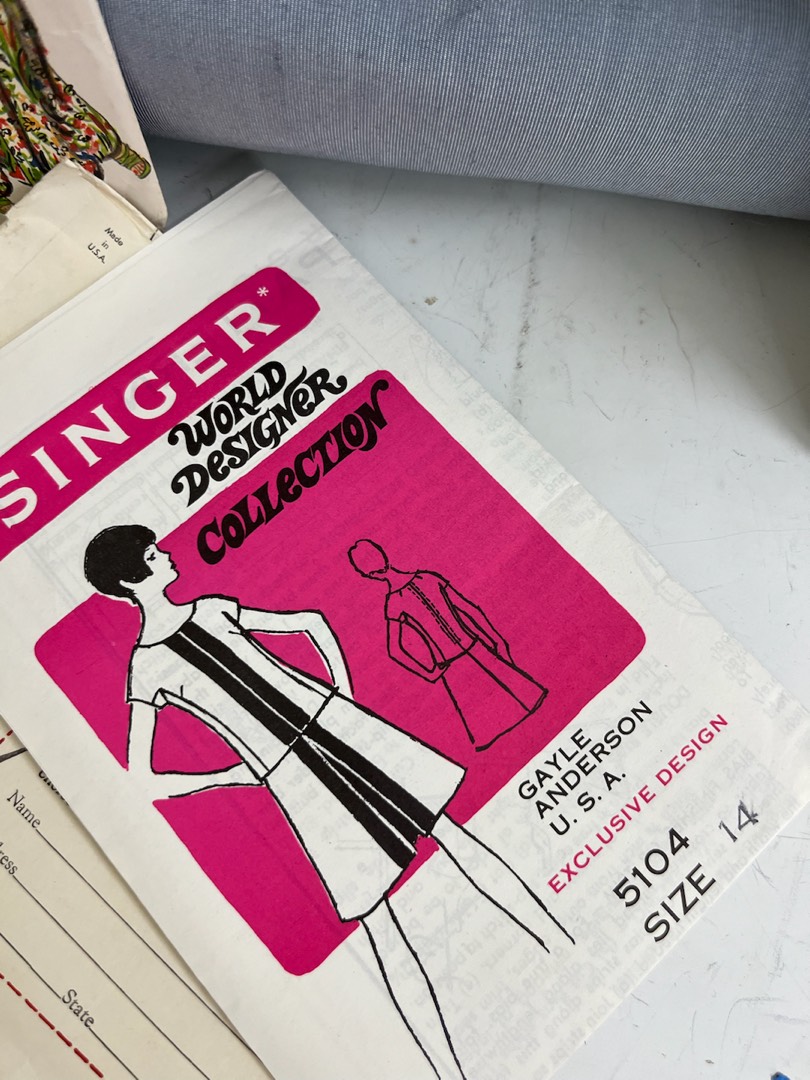 Made
in
U.S.A.
SINGER*
WORLD
DESIGNER
COLLECTION
GAYLE
ANDERSON
U. S. A.
EXCLUSIVE DESIGN
5104
SIZE 14
Name
State